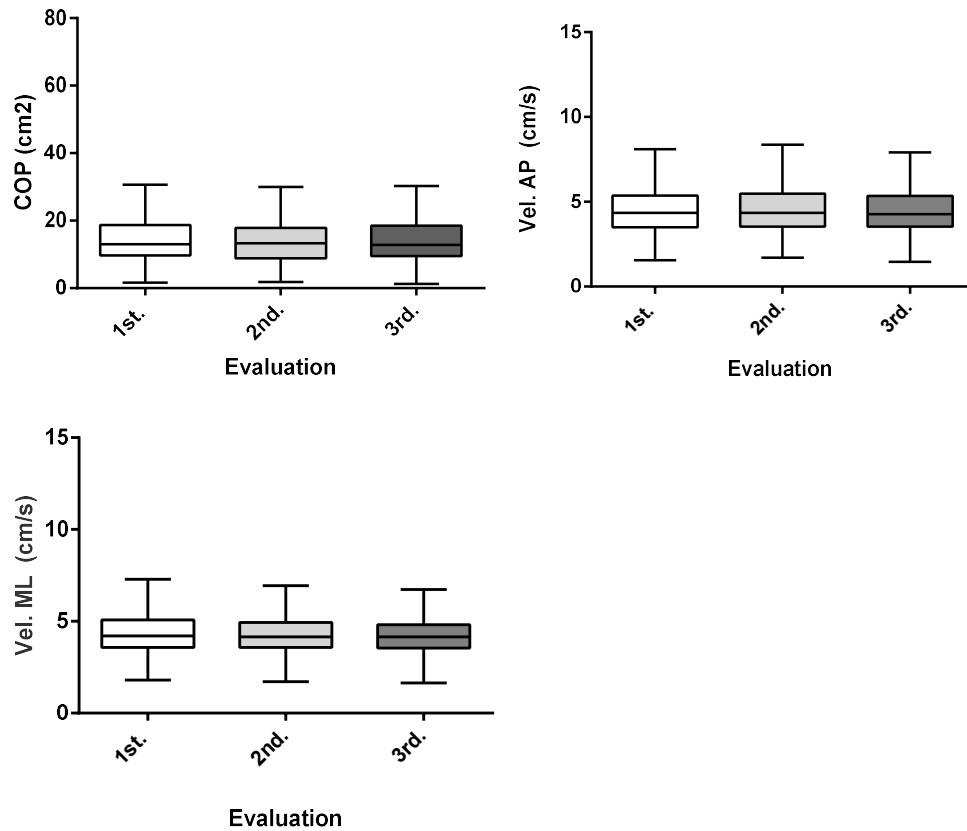 COP (cm2)
80
60
40
20
0
1st.
2nd.
3rd.
Evaluation
Vel. AP (cm/s)
15
10
5
0
1st.
2nd.
3rd.
Evaluation
Vel. ML (cm/s)
15
10
5
0
1st.
2nd.
3rd.
Evaluation